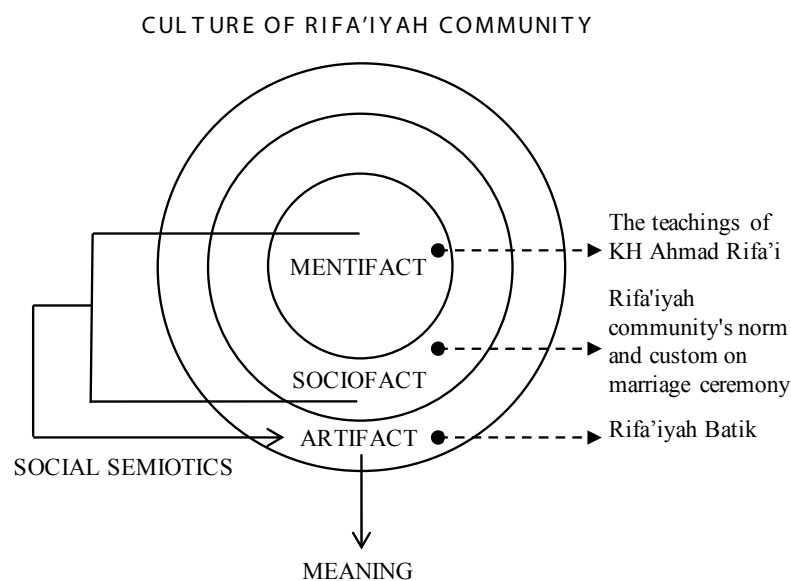 CULTURE OF RIFA’IYAH COMMUNITY
The teachings of
KH Ahmad Rifa’i
MENTIFACT
Rifa'iyah
community's norm
and custom on
marriage ceremony
SOCIOFACT
ARTIFACT
Rifa’iyah Batik
SOCIAL SEMIOTICS
MEANING